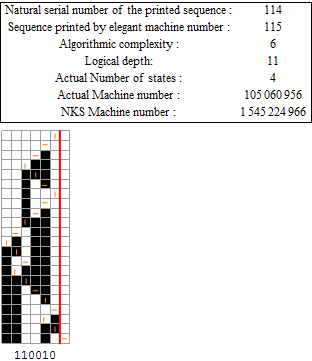 Natural serial number of the printed sequence : 114
Sequence printed by elegant machine number : 115
Algorithmic complexity : 6
Logical depth: 11
Actual Number of states : 4
Actual Machine number : 105 060 956
NKS Machine number : 1 545 224 966
110010